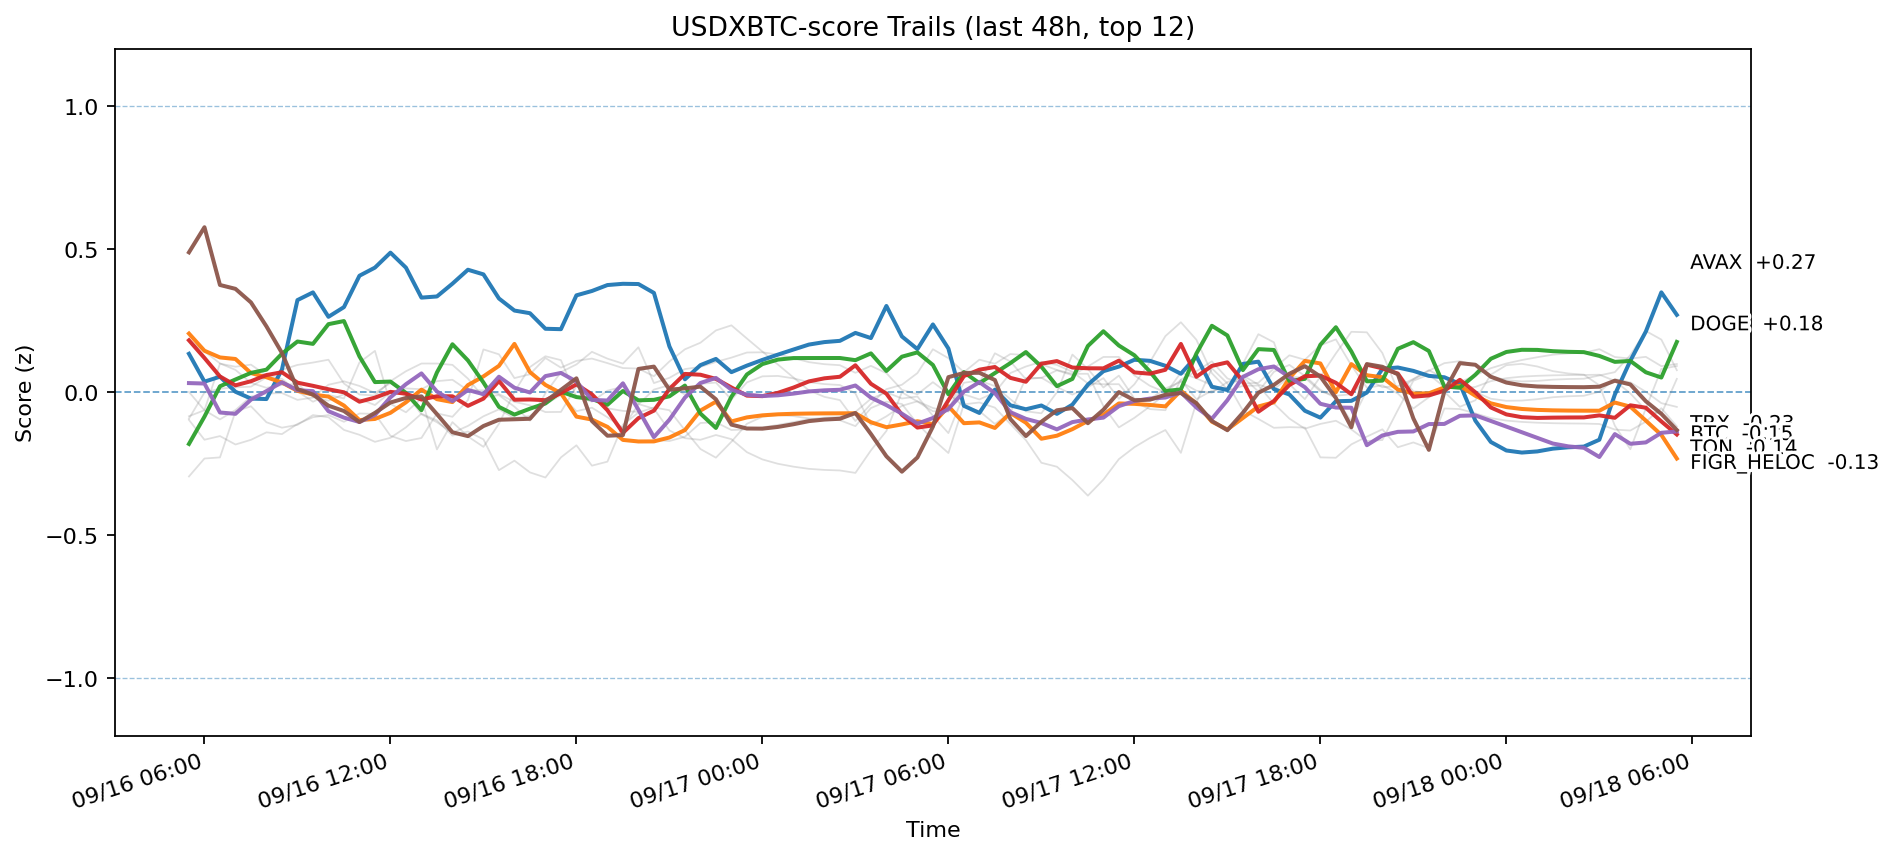 USDXBTC-score Trails (last 48h, top 12)
Score (z)
1.0
0.5
0.0
−0.5
−1.0
AVAX +0.27
DOGE +0.18
TRX -0.23
BTC -0.15
TON -0.14
FIGR_HELOC -0.13
09/16 06:00
09/16 12:00
09/16 18:00
09/17 00:00
09/17 06:00
09/17 12:00
09/17 18:00
09/18 00:00
09/18 06:00
Time